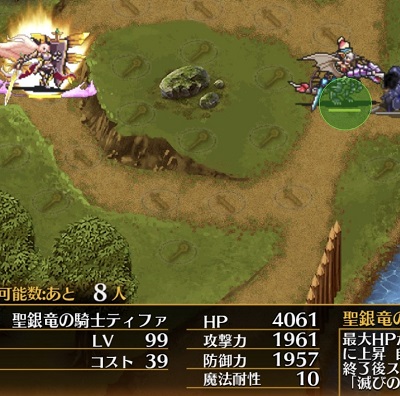 可能数:あと 8人
聖銀竜の騎士ティファ
LV 99
コスト 39
HP 4061
攻撃力 1961
防御力 1957
魔法耐性 10
聖銀竜の
最大HPが
に上昇 自
終了後ス
「滅びの